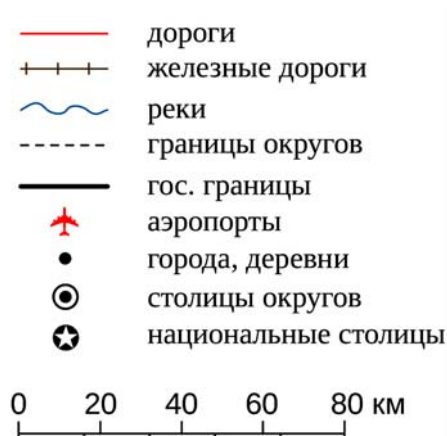 дороги
железные дороги
реки
границы округов
гос. границы
аэропорты
города, деревни
столицы округов
национальные столицы
0 20 40 60 80 км